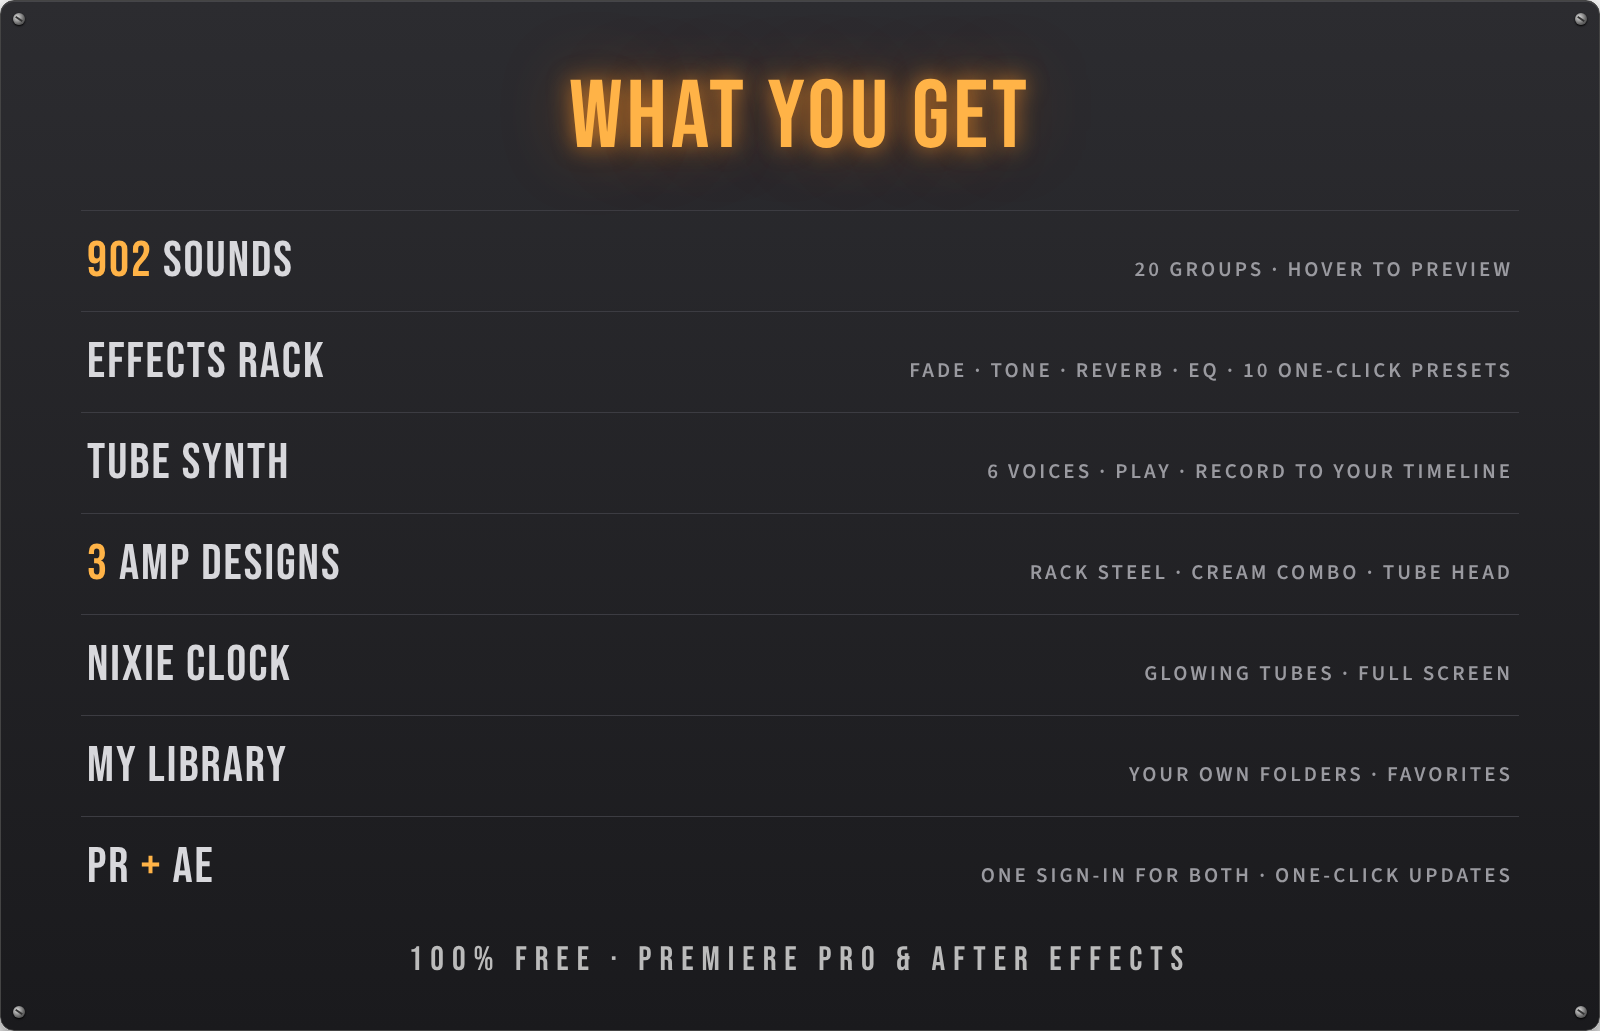 WHAT YOU GET
902 SOUNDS
20 GROUPS · HOVER TO PREVIEW
EFFECTS RACK
FADE · TONE · REVERB · EQ · 10 ONE-CLICK PRESETS
TUBE SYNTH
6 VOICES · PLAY · RECORD TO YOUR TIMELINE
3 AMP DESIGNS
RACK STEEL · CREAM COMBO · TUBE HEAD
NIXIE CLOCK
GLOWING TUBES · FULL SCREEN
MY LIBRARY
YOUR OWN FOLDERS · FAVORITES
PR + AE
ONE SIGN-IN FOR BOTH · ONE-CLICK UPDATES
100% FREE · PREMIERE PRO & AFTER EFFECTS